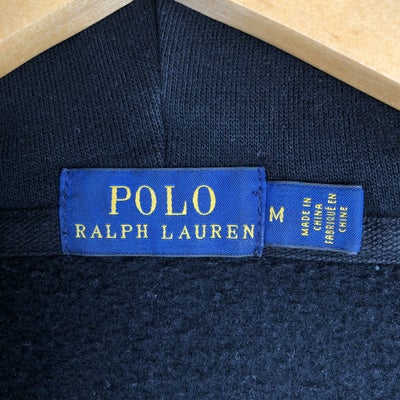 POLO
RALPH LAUREN
M
MADE IN
CHINA
FABRIQUÉ EN
CHINE